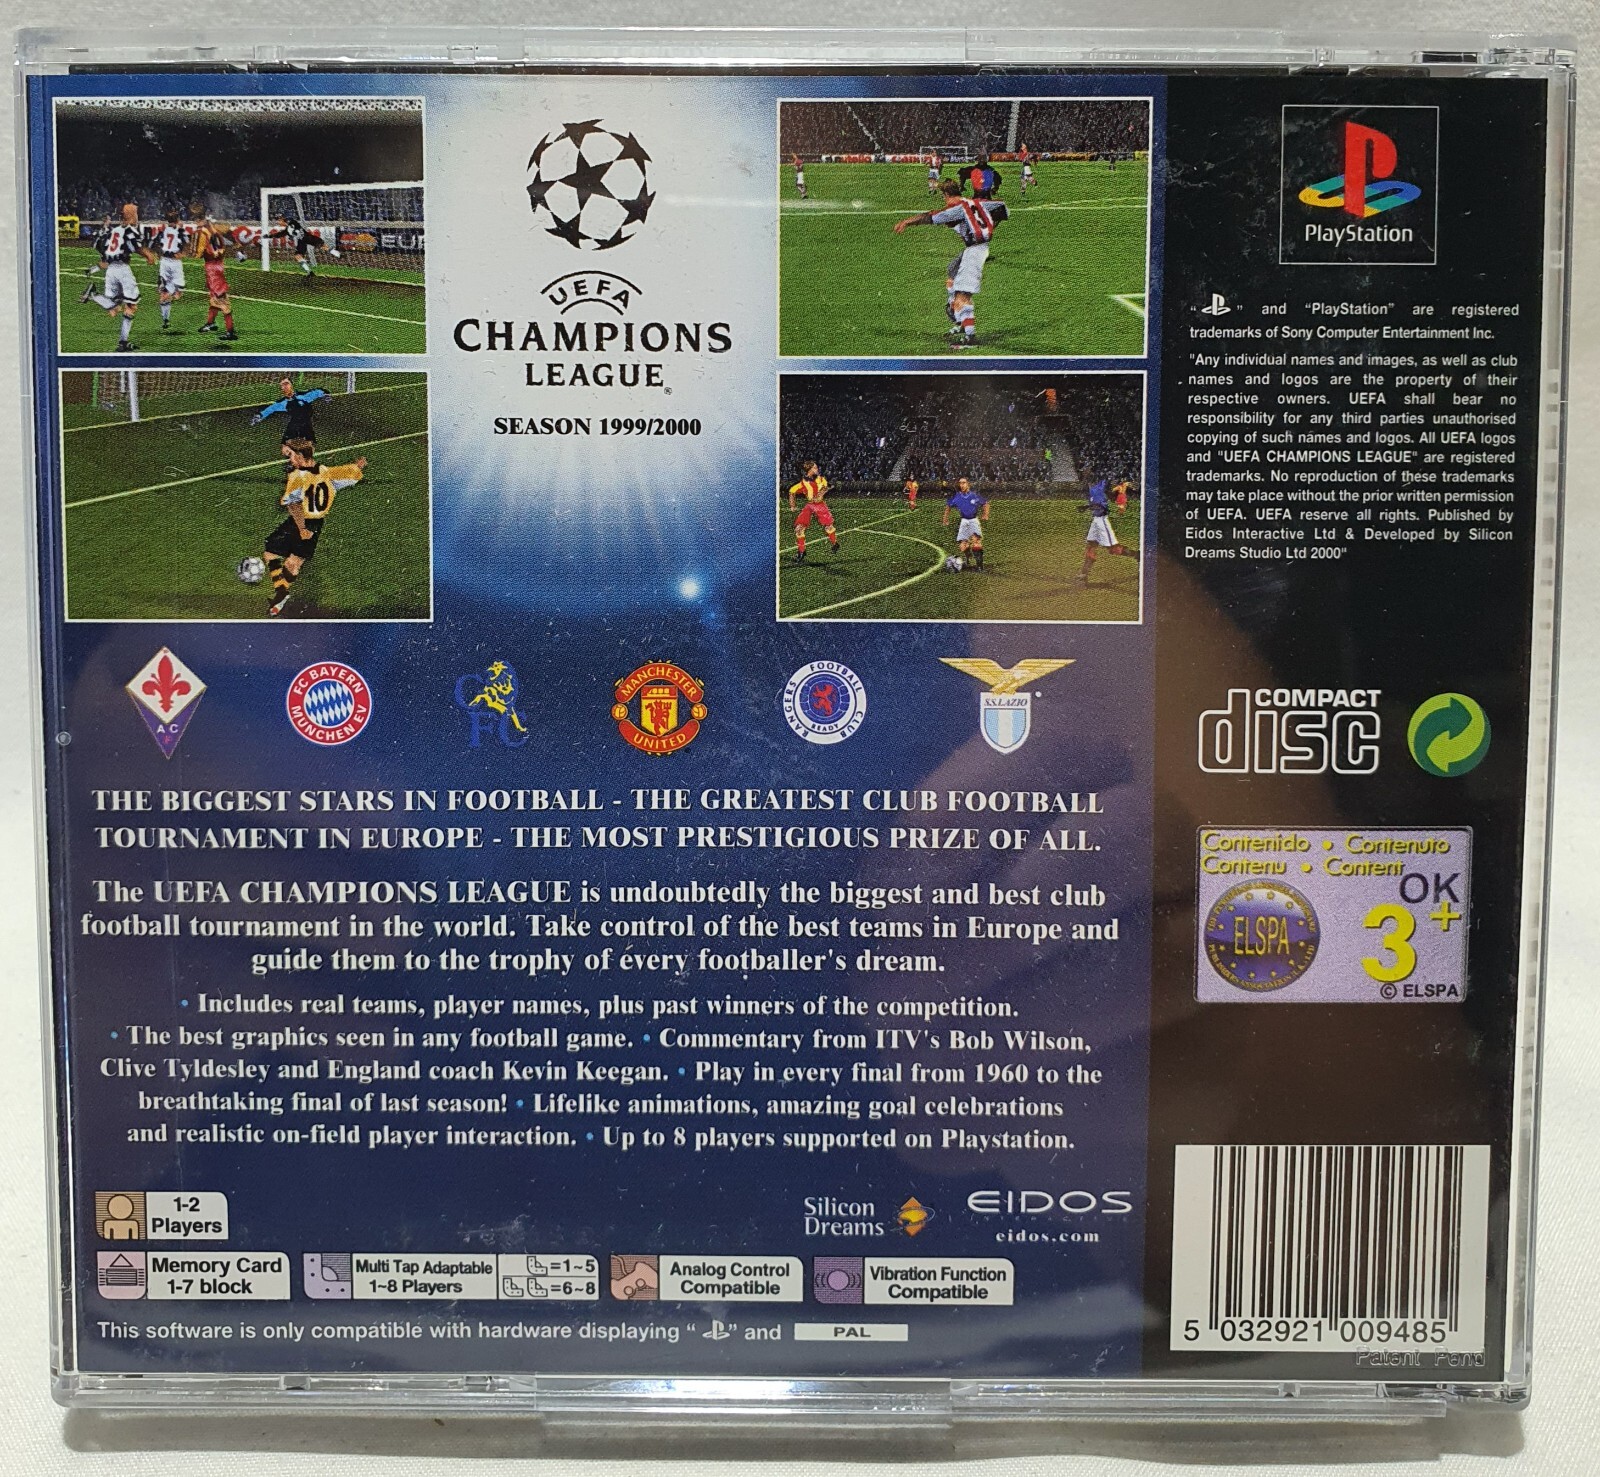 UEFA
CHAMPIONS
LEAGUE®
SEASON 1999/2000
5
7
10
A C
F
FC BAYERN
MÜNCHEN EV
C FC
MANCHESTER
UNITED
RANGERS FOOTBALL CLUB
READY
S.S.LAZIO
THE BIGGEST STARS IN FOOTBALL - THE GREATEST CLUB FOOTBALL
TOURNAMENT IN EUROPE - THE MOST PRESTIGIOUS PRIZE OF ALL.
The UEFA CHAMPIONS LEAGUE is undoubtedly the biggest and best club
football tournament in the world. Take control of the best teams in Europe and
guide them to the trophy of every footballer's dream.
• Includes real teams, player names, plus past winners of the competition.
• The best graphics seen in any football game. • Commentary from ITV's Bob Wilson,
Clive Tyldesley and England coach Kevin Keegan. • Play in every final from 1960 to the
breathtaking final of last season! • Lifelike animations, amazing goal celebrations
and realistic on-field player interaction. • Up to 8 players supported on Playstation.
1-2
Players
Silicon
Dreams
EIDOS
INTERACTIVE
eidos.com
Memory Card
1-7 block
Multi Tap Adaptable
1~8 Players
=1~5
=6~8
Analog Control
Compatible
Vibration Function
Compatible
This software is only compatible with hardware displaying “ ” and PAL
PlayStation
“ ” and “PlayStation” are registered
trademarks of Sony Computer Entertainment Inc.
"Any individual names and images, as well as club
names and logos are the property of their
respective owners. UEFA shall bear no
responsibility for any third parties unauthorised
copying of such names and logos. All UEFA logos
and "UEFA CHAMPIONS LEAGUE" are registered
trademarks. No reproduction of these trademarks
may take place without the prior written permission
of UEFA. UEFA reserve all rights. Published by
Eidos Interactive Ltd & Developed by Silicon
Dreams Studio Ltd 2000"
COMPACT
disc
Contenido • Contenuto
Contenu • Content
OK
ELSPA
3+
© ELSPA
5 032921 009485
Patent Pend